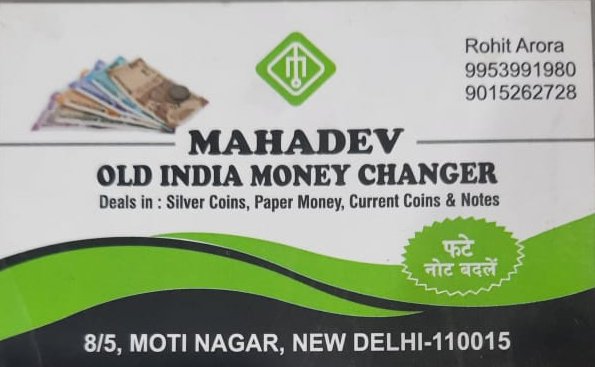 Rohit Arora
9953991980
9015262728
MAHADEV
OLD INDIA MONEY CHANGER
Deals in : Silver Coins, Paper Money, Current Coins & Notes
फटे
नोट बदलें
8/5, MOTI NAGAR, NEW DELHI-110015